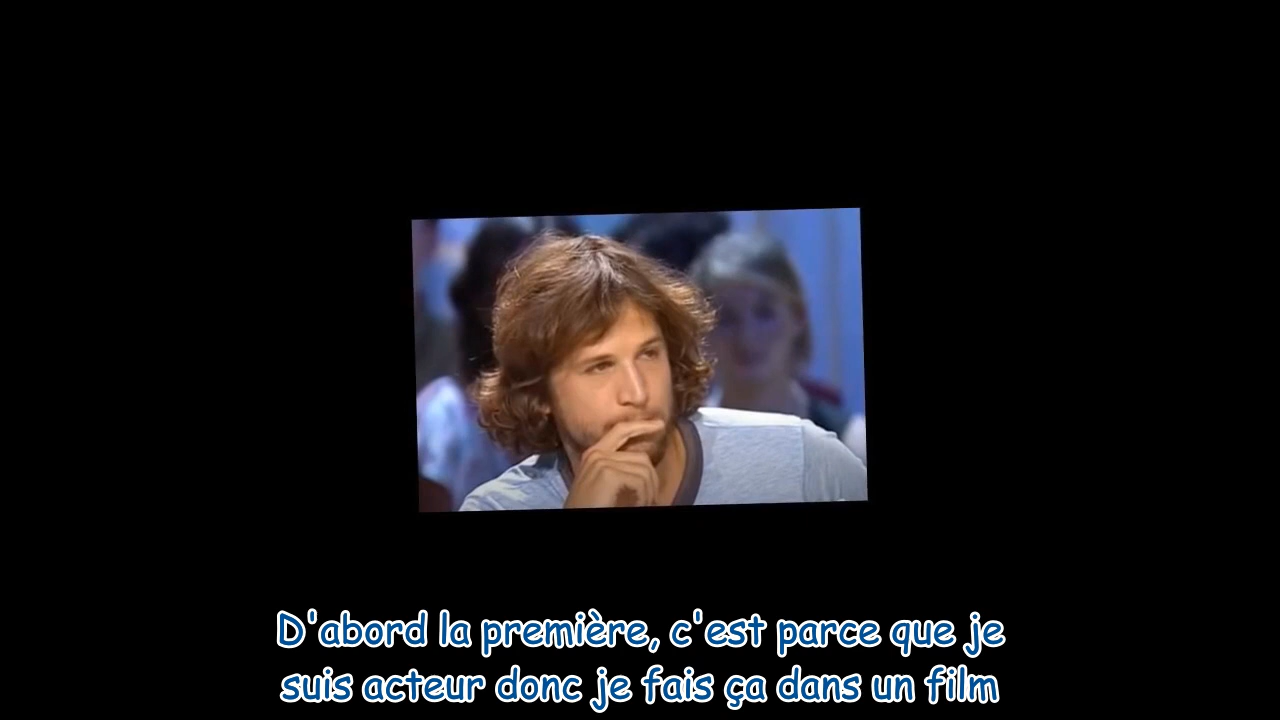 D'abord la première, c'est parce que je
suis acteur donc je fais ça dans un film